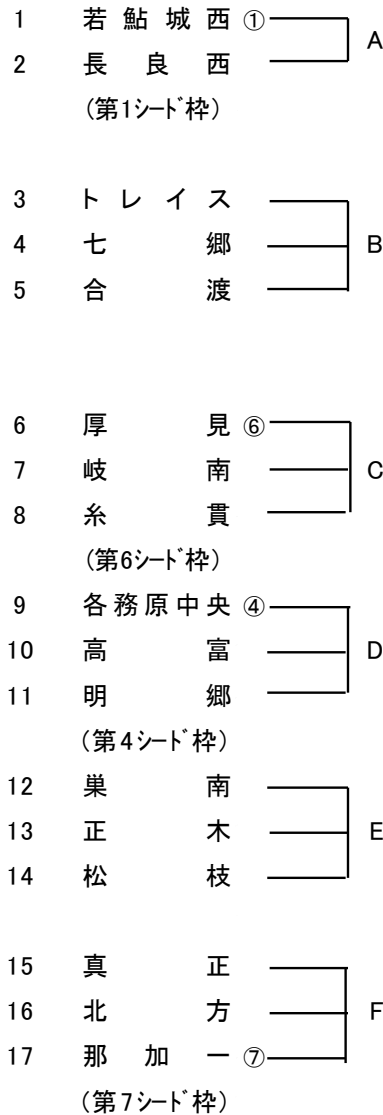 1 若鮎城西 ① A
2 長良西
(第1シード枠)
3 トレイス
4 七郷 B
5 合渡
6 厚見 ⑥
7 岐南 C
8 糸貫
(第6シード枠)
9 各務原中央 ④
10 高富 D
11 明郷
(第4シード枠)
12 巣南
13 正木 E
14 松枝
15 真正
16 北方 F
17 那加一 ⑦
(第7シード枠)